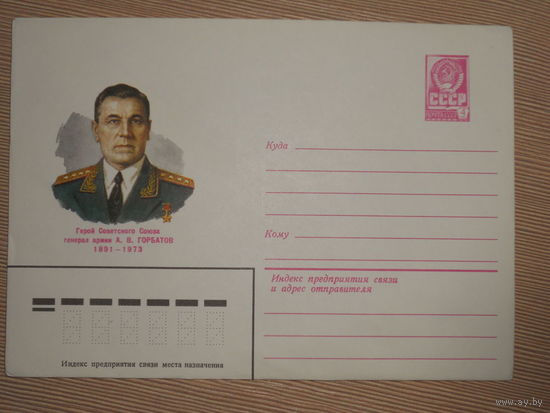 СССР
4
Куда
Кому
Герой Советского Союза
генерал армии А. В. ГОРБАТОВ
1891—1973
Индекс предприятия связи
и адрес отправителя
Индекс предприятия связи места назначения
www.ay.by